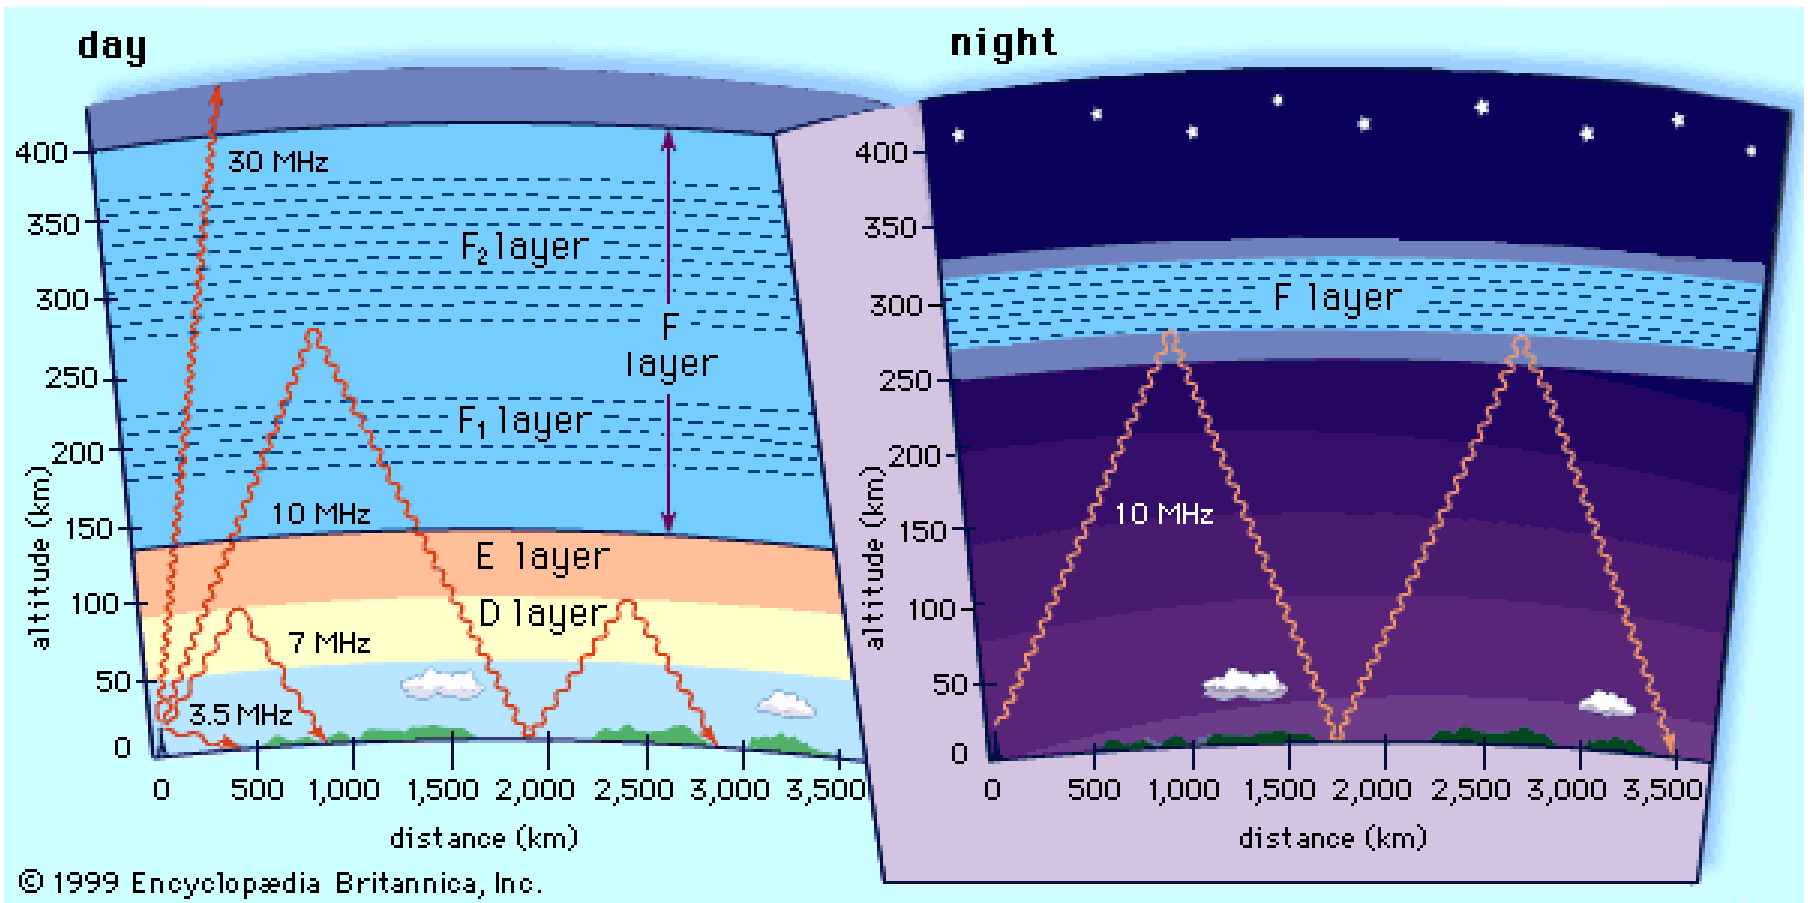 day
400
350
300
250
200
150
100
50
0
altitude (km)
30 MHz
F₂ layer
F
layer
F₁ layer
10 MHz
E layer
D layer
7 MHz
3.5 MHz
0 500 1,000 1,500 2,000 2,500 3,000 3,500
distance (km)
night
400
350
300
250
200
150
100
50
0
altitude (km)
F layer
10 MHz
0 500 1,000 1,500 2,000 2,500 3,000 3,500
distance (km)
© 1999 Encyclopædia Britannica, Inc.